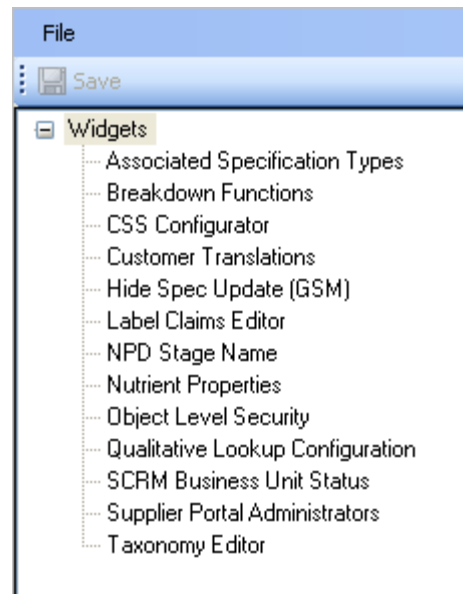 File
Save
Widgets
Associated Specification Types
Breakdown Functions
CSS Configurator
Customer Translations
Hide Spec Update (GSM)
Label Claims Editor
NPD Stage Name
Nutrient Properties
Object Level Security
Qualitative Lookup Configuration
SCRM Business Unit Status
Supplier Portal Administrators
Taxonomy Editor